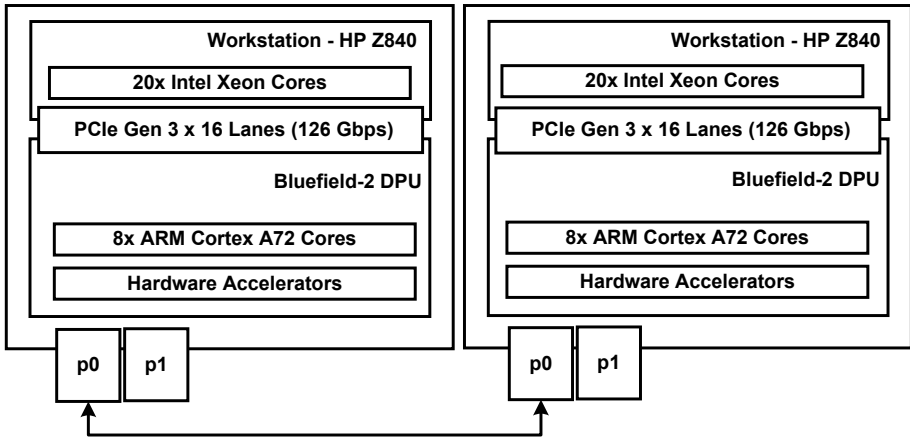 Workstation - HP Z840
20x Intel Xeon Cores
PCIe Gen 3 x 16 Lanes (126 Gbps)
Bluefield-2 DPU
8x ARM Cortex A72 Cores
Hardware Accelerators
p0
p1
Workstation - HP Z840
20x Intel Xeon Cores
PCIe Gen 3 x 16 Lanes (126 Gbps)
Bluefield-2 DPU
8x ARM Cortex A72 Cores
Hardware Accelerators
p0
p1